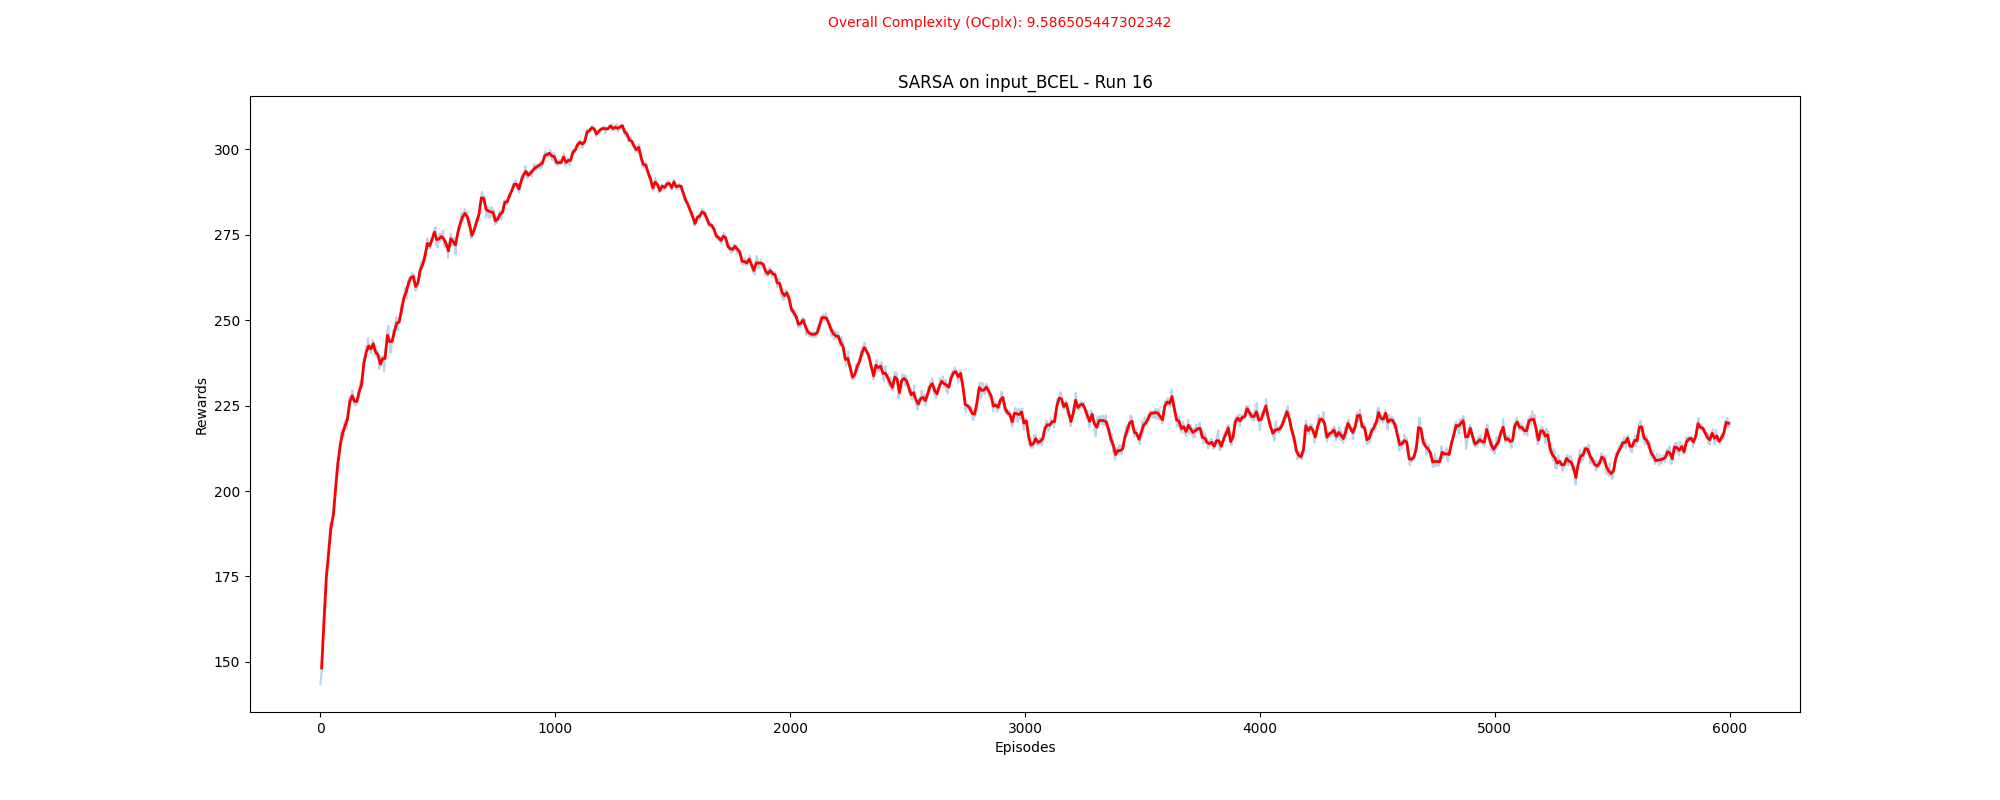 Overall Complexity (OCplx): 9.586505447302342
SARSA on input_BCEL - Run 16
300
275
250
225
200
175
150
Rewards
0 1000 2000 3000 4000 5000 6000
Episodes